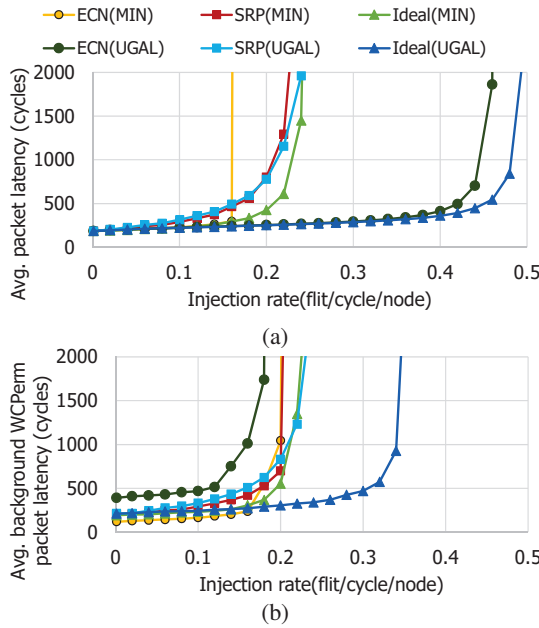 ECN(MIN) SRP(MIN) Ideal(MIN)
ECN(UGAL) SRP(UGAL) Ideal(UGAL)
Avg. packet latency (cycles)
2000
1500
1000
500
0
0 0.1 0.2 0.3 0.4 0.5
Injection rate(flit/cycle/node)
(a)
Avg. background WCPerm
packet latency (cycles)
2000
1500
1000
500
0
0 0.1 0.2 0.3 0.4 0.5
Injection rate(flit/cycle/node)
(b)